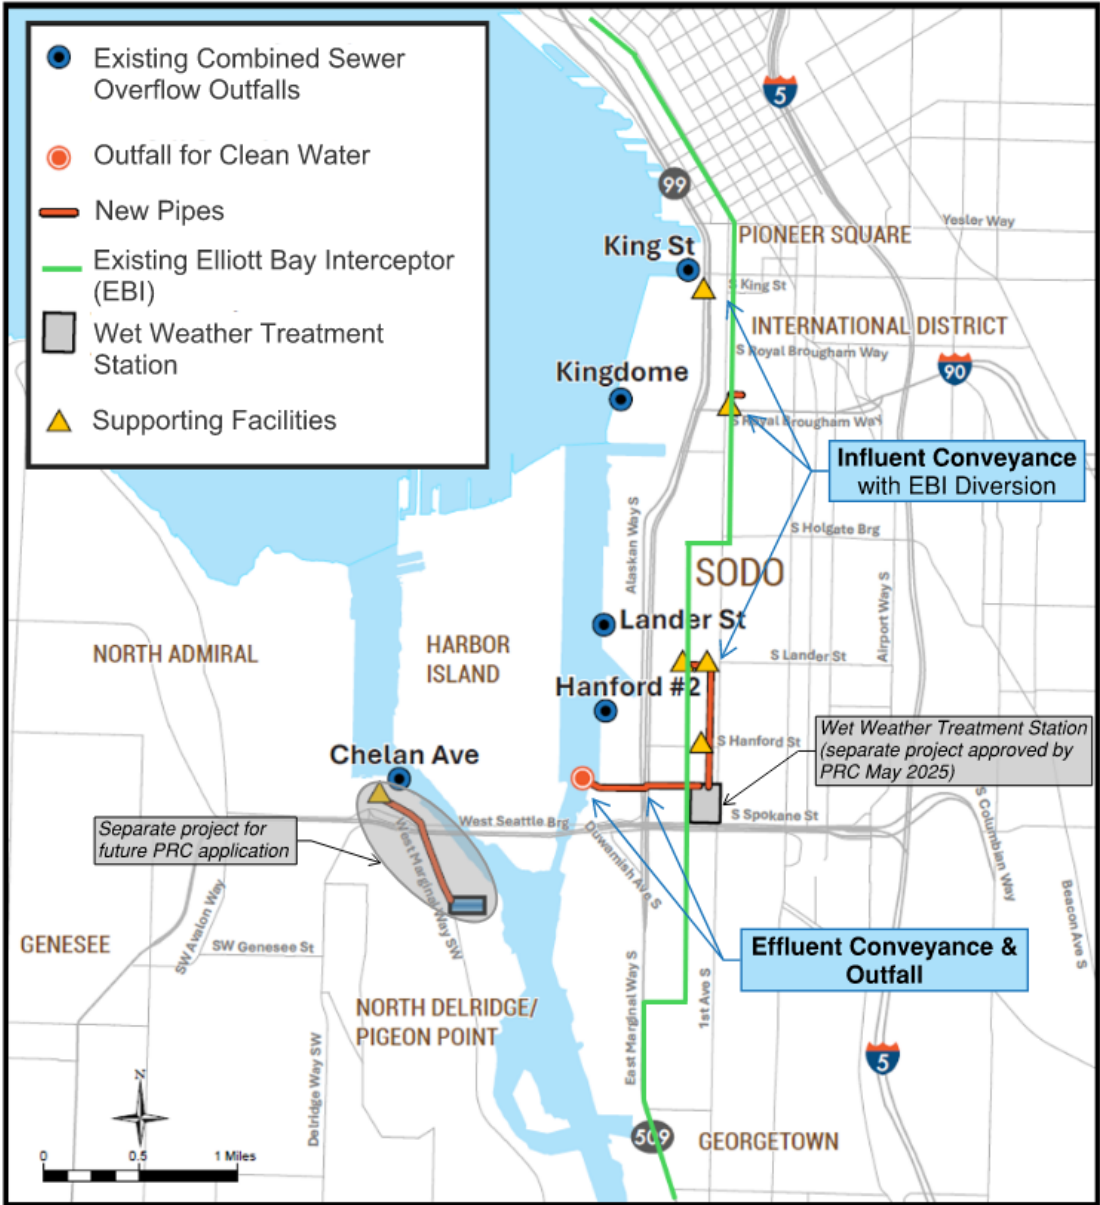 Existing Combined Sewer
Overflow Outfalls
Outfall for Clean Water
New Pipes
Existing Elliott Bay Interceptor
(EBI)
Wet Weather Treatment
Station
Supporting Facilities
5
99
Yesler Way
PIONEER SQUARE
King St
S King St
INTERNATIONAL DISTRICT
S Royal Brougham Way
90
Kingdome
S Royal Brougham Way
Influent Conveyance
with EBI Diversion
Alaskan Way S
S Holgate Brg
SODO
Airport Way S
Lander St
NORTH ADMIRAL
HARBOR
ISLAND
S Lander St
Hanford #2
Wet Weather Treatment Station
(separate project approved by
PRC May 2025)
S Hanford St
Chelan Ave
S Spokane St
West Seattle Brg
Separate project for
future PRC application
West Marginal Way SW
Duwamish Ave S
S Columbian Way
Beacon Ave S
GENESEE
SW Avalon Way
SW Genesee St
Effluent Conveyance &
Outfall
NORTH DELRIDGE/
PIGEON POINT
East Marginal Way S
1st Ave S
Delridge Way SW
5
N
509
GEORGETOWN
0 0.5 1 Miles